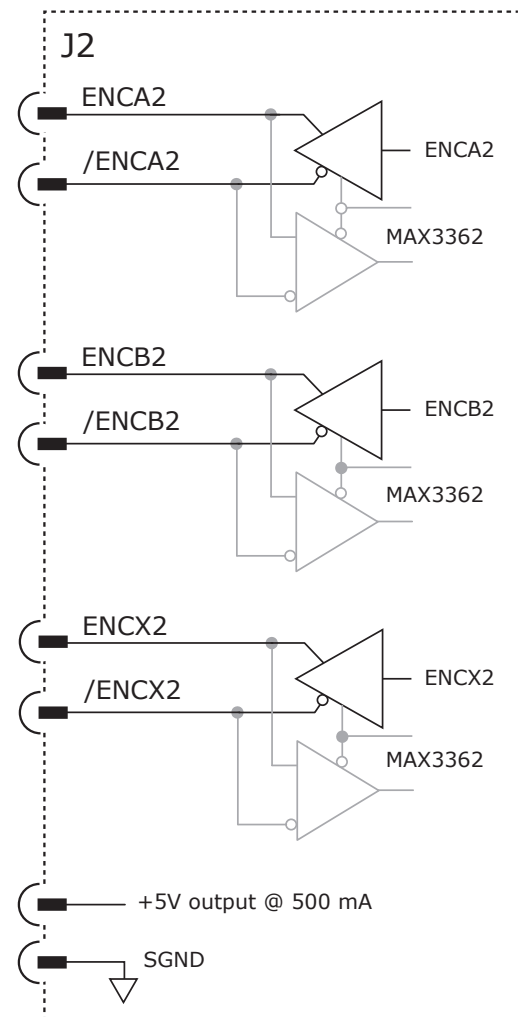 J2
ENCA2
/ENCA2
ENCA2
MAX3362
ENCB2
/ENCB2
ENCB2
MAX3362
ENCX2
/ENCX2
ENCX2
MAX3362
+5V output @ 500 mA
SGND